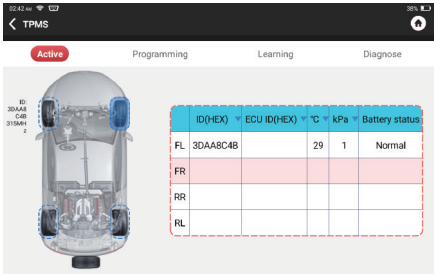 02:42 AM 38%
TPMS
Active Programming Learning Diagnose
ID:
3DAA8
C4B
315MH
z
ID(HEX) ECU ID(HEX) °C kPa Battery status
FL 3DAA8C4B 29 1 Normal
FR
RR
RL